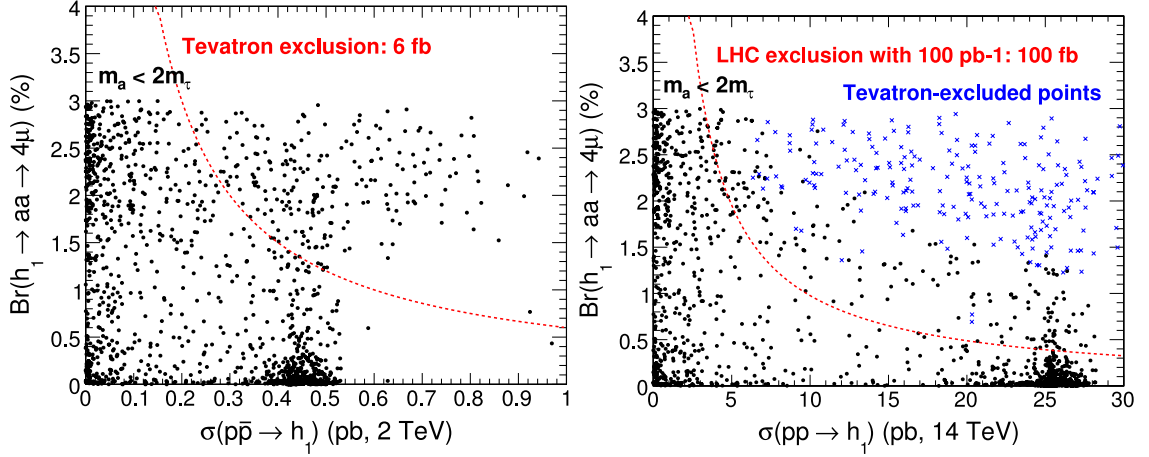 Tevatron exclusion: 6 fb
m_a < 2m_τ
Br(h_1 → aa → 4μ) (%)
4
3.5
3
2.5
2
1.5
1
0.5
0
0 0.1 0.2 0.3 0.4 0.5 0.6 0.7 0.8 0.9 1
σ(pp̄ → h_1) (pb, 2 TeV)
LHC exclusion with 100 pb-1: 100 fb
m_a < 2m_τ
Tevatron-excluded points
Br(h_1 → aa → 4μ) (%)
4
3.5
3
2.5
2
1.5
1
0.5
0
0 5 10 15 20 25 30
σ(pp → h_1) (pb, 14 TeV)